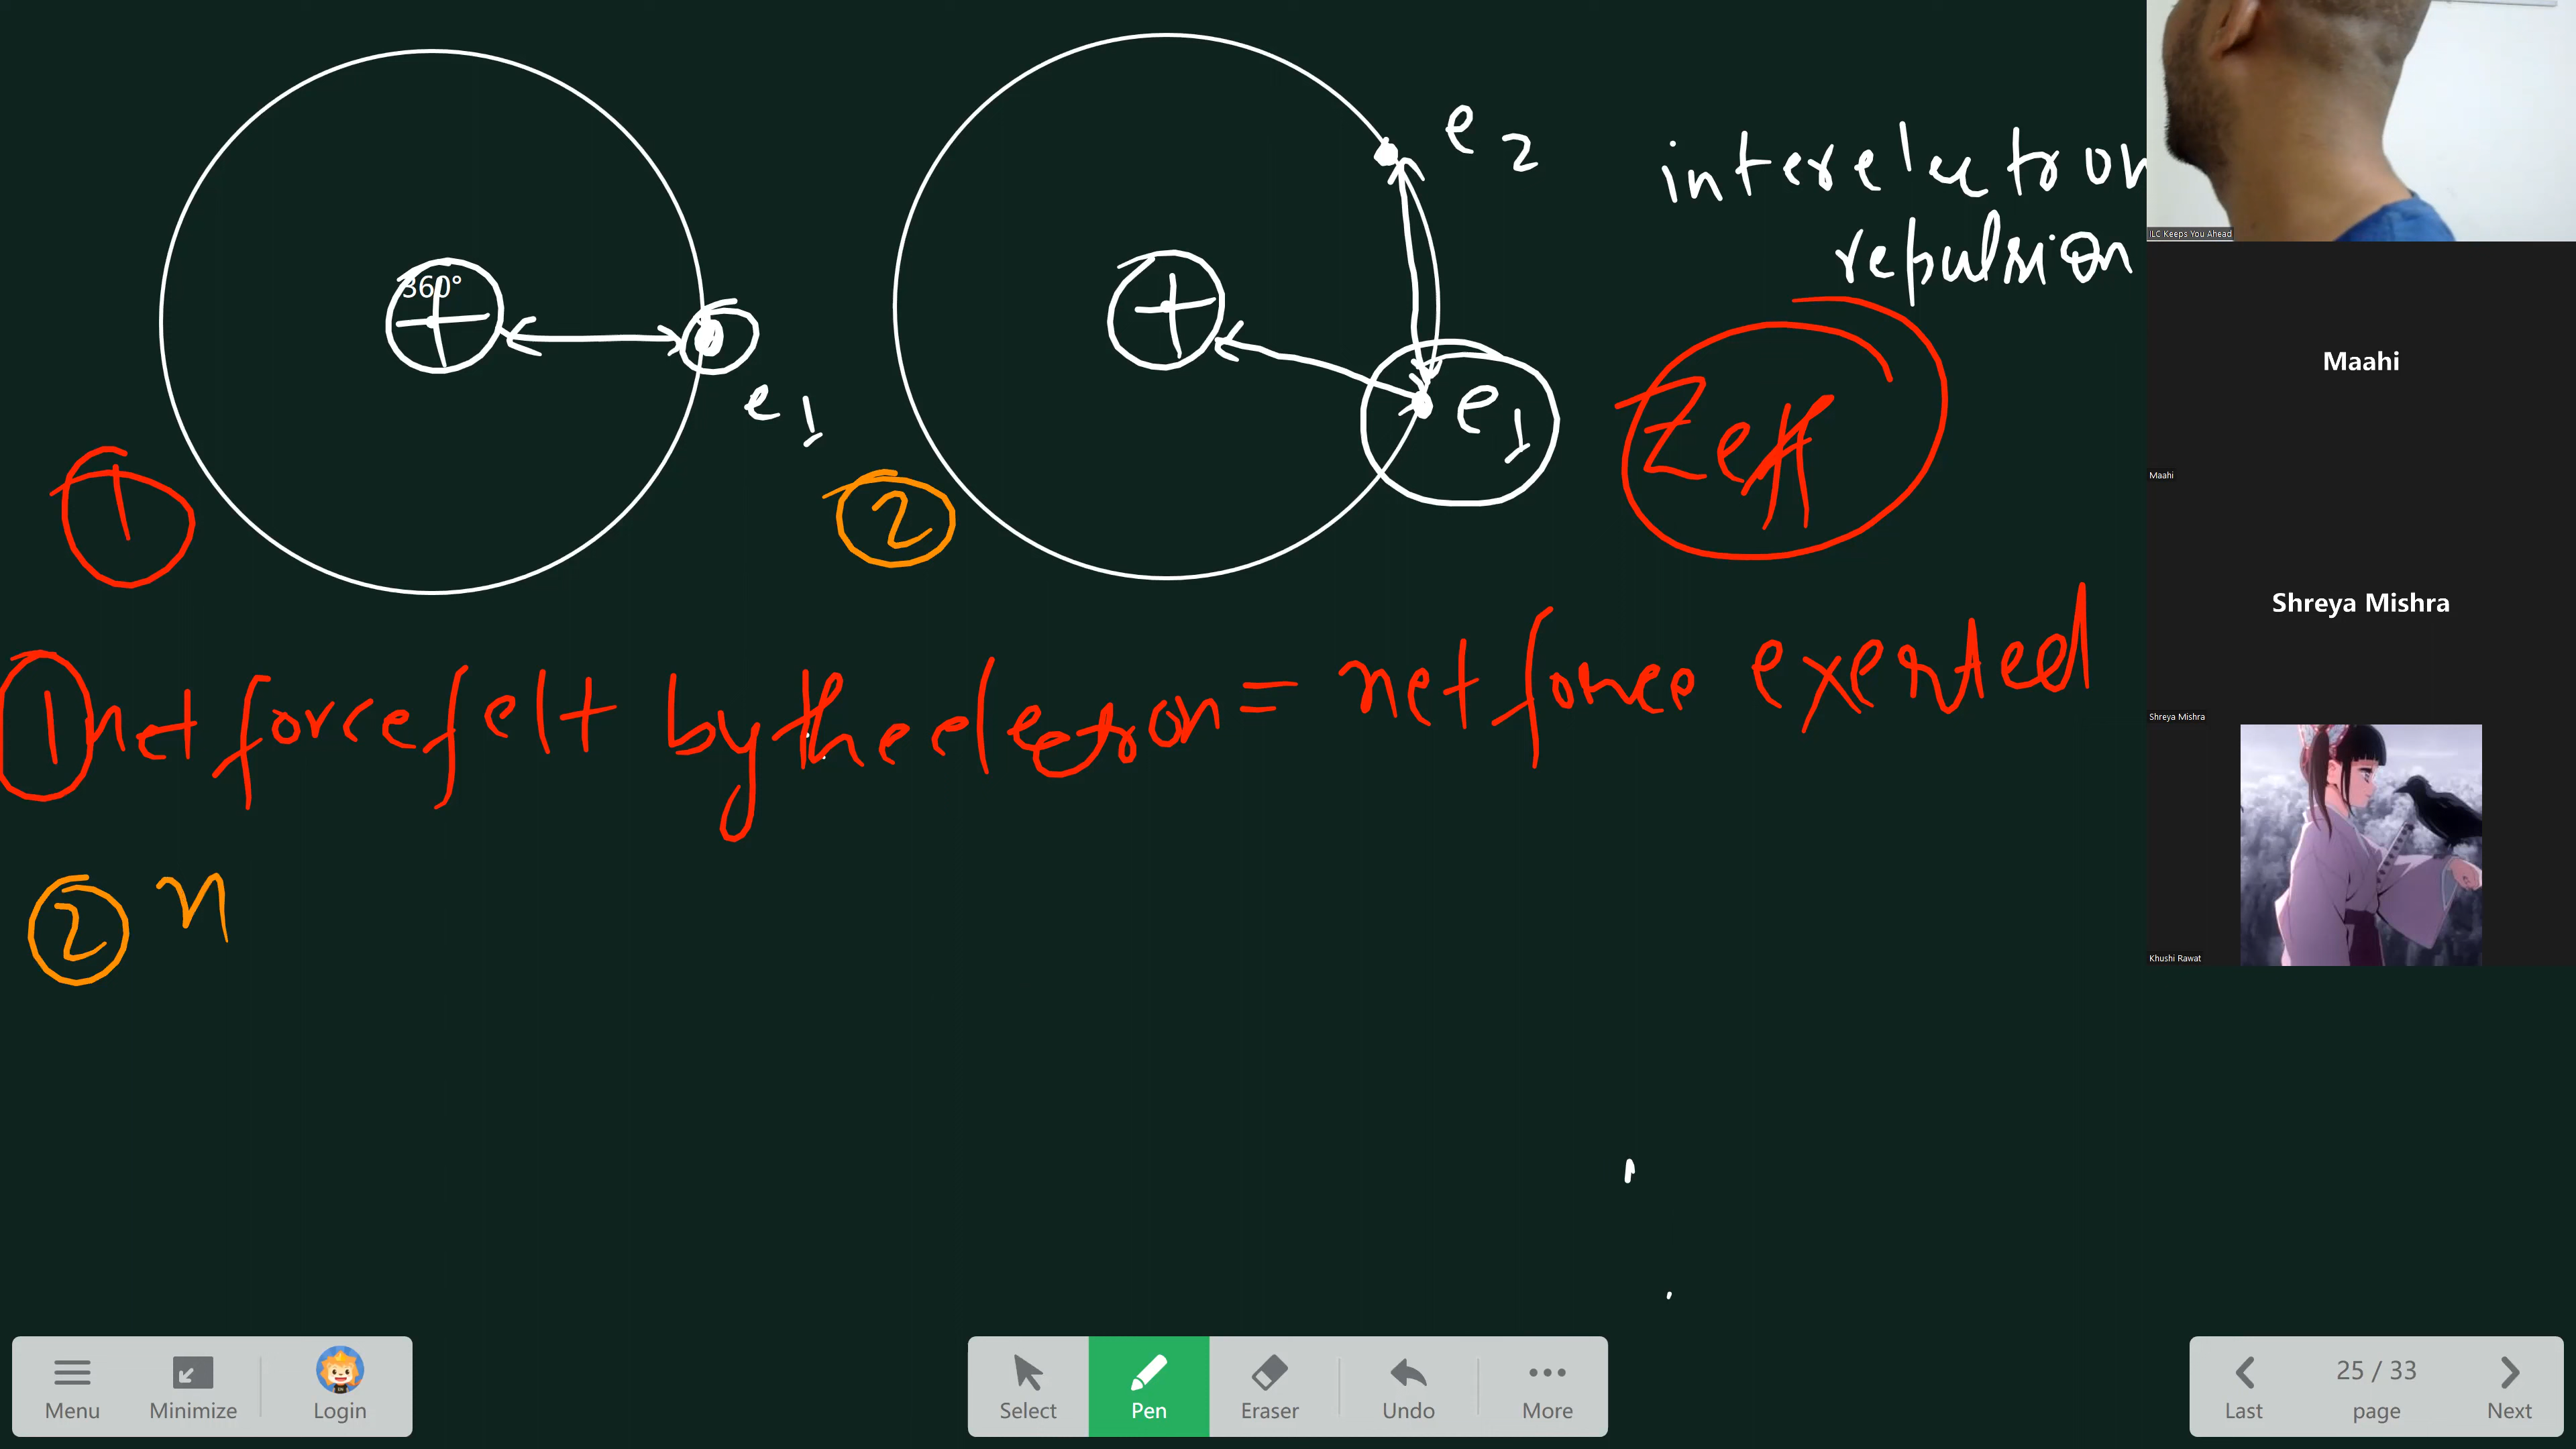 360°
e1
e2
interelectron
repulsion
Zeff
1
2
1 net force felt by the electron = net force exerted
2 n
ILC Keeps You Ahead
Maahi
Maahi
Shreya Mishra
Shreya Mishra
Khushi Rawat
+
+
e1
Menu Minimize Login
Select Pen Eraser Undo More
25 / 33
Last page Next